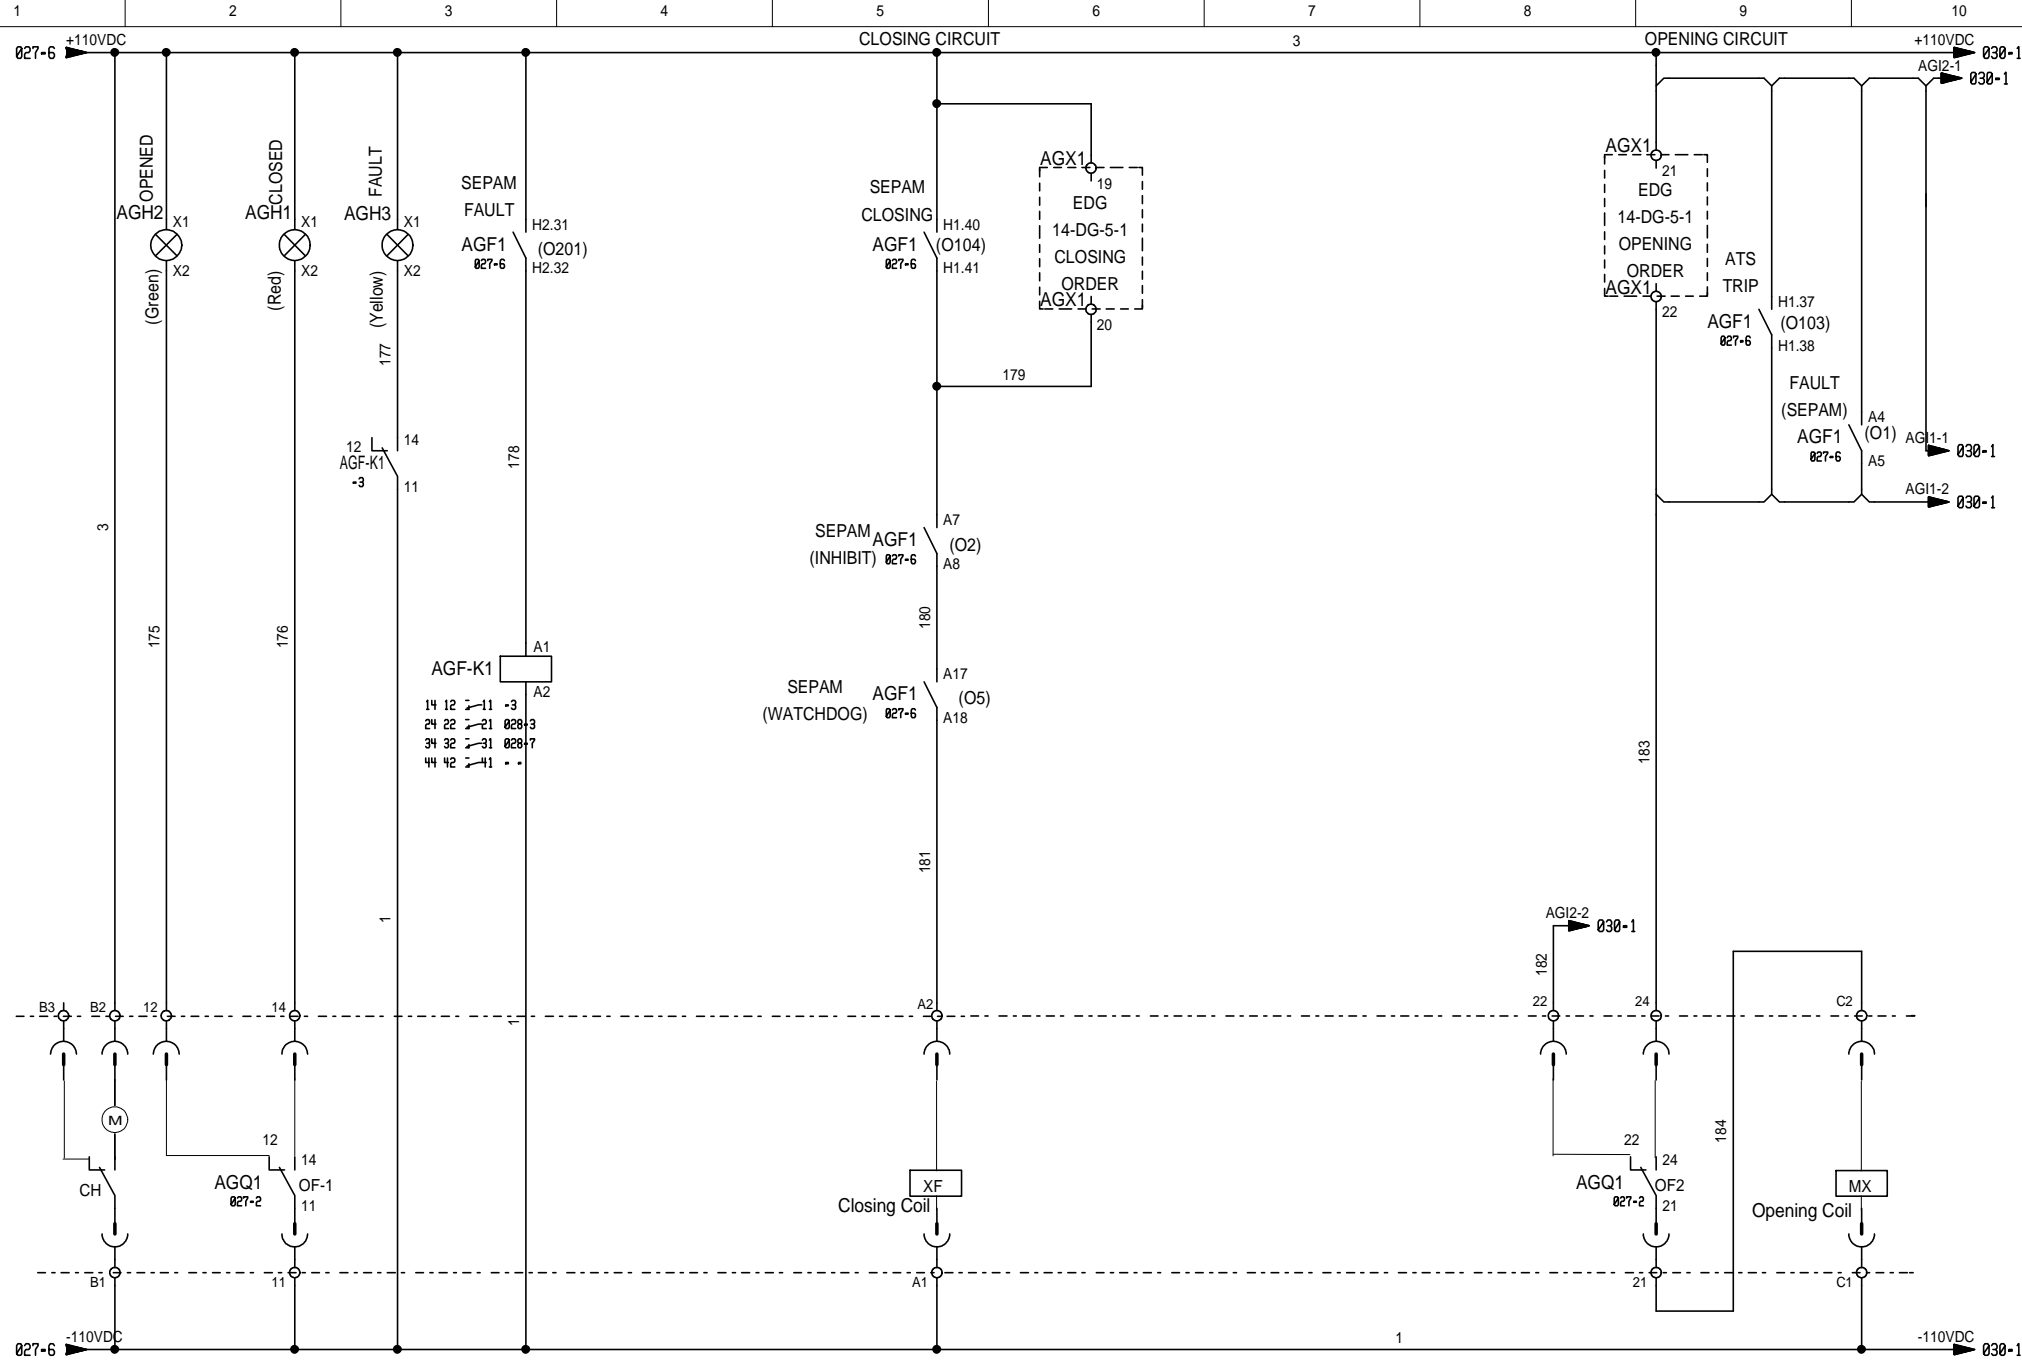 1 2 3 4 5 6 7 8 9 10
+110VDC CLOSING CIRCUIT 3 OPENING CIRCUIT +110VDC
027-6 030-1
AGI2-1
030-1
OPENED
AGH2 X1
X2
(Green)
CLOSED
AGH1 X1
X2
(Red)
FAULT
AGH3 X1
X2
(Yellow)
177
SEPAM
FAULT
H2.31
AGF1 (O201)
027-6
H2.32
SEPAM
CLOSING
H1.40
AGF1 (O104)
027-6
H1.41
AGX1
19
EDG
14-DG-5-1
CLOSING
ORDER
AGX1
20
179
AGX1
21
EDG
14-DG-5-1
OPENING
ORDER
AGX1
22
ATS
TRIP
H1.37
AGF1 (O103)
027-6
H1.38
FAULT
(SEPAM)
A4
AGF1 (O1)
027-6
A5
AGI1-1
030-1
AGI1-2
030-1
12 14
AGF-K1
-3
11
178
3
175
176
SEPAM
(INHIBIT)
A7
AGF1 (O2)
027-6
A8
180
A1
AGF-K1
A2
14 12 11 -3
24 22 21 028-3
34 32 31 028-7
44 42 41 - -
SEPAM
(WATCHDOG)
A17
AGF1 (O5)
027-6
A18
183
181
1
AGI2-2
030-1
182
1
B3 B2 12 14 A2 22 24 C2
M
CH
12
14
AGQ1 OF-1
027-2
11
XF
Closing Coil
22
24
AGQ1 OF2
027-2
21
184
MX
Opening Coil
B1 11 A1 21 C1
-110VDC 1 -110VDC
027-6 030-1